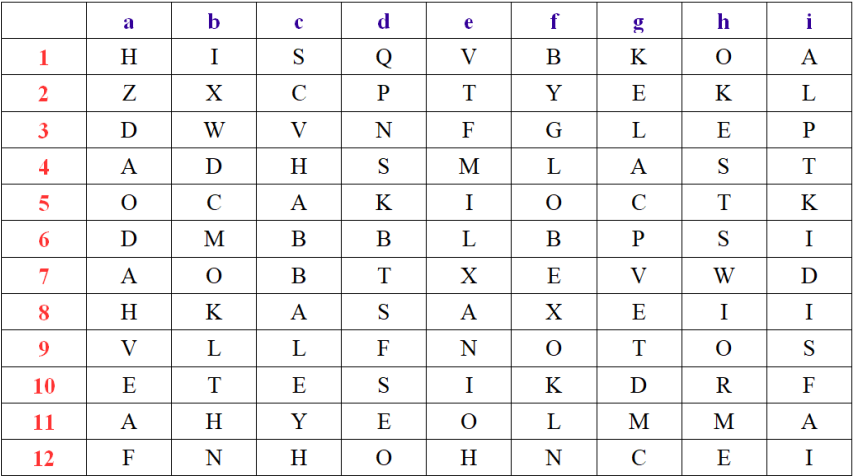 a b c d e f g h i
1 H I S Q V B K O A
2 Z X C P T Y E K L
3 D W V N F G L E P
4 A D H S M L A S T
5 O C A K I O C T K
6 D M B B L B P S I
7 A O B T X E V W D
8 H K A S A X E I I
9 V L L F N O T O S
10 E T E S I K D R F
11 A H Y E O L M M A
12 F N H O H N C E I